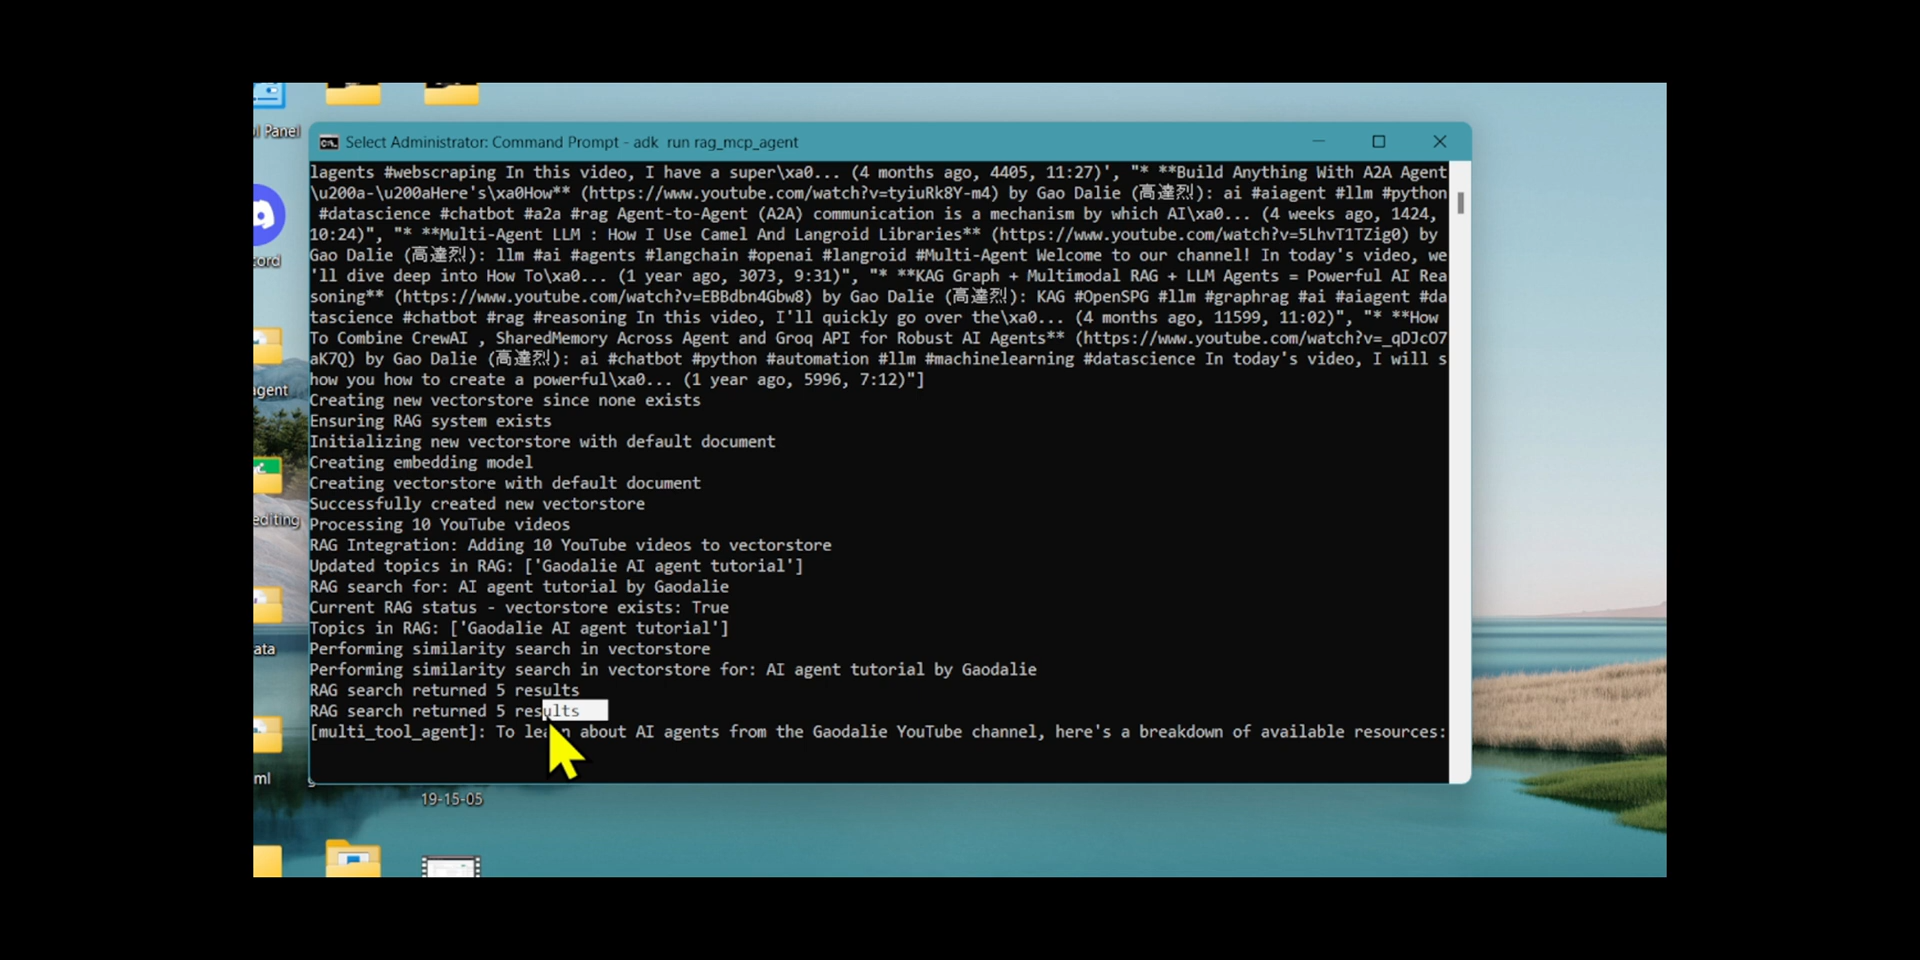 l Panel
Select Administrator: Command Prompt - adk  run rag_mcp_agent
lagents #webscraping In this video, I have a super\xa0... (4 months ago, 4405, 11:27)', "* **Build Anything With A2A Agent
\u200a-\u200aHere's\xa0How** (https://www.youtube.com/watch?v=tyiuRk8Y-m4) by Gao Dalie (高達烈): ai #aiagent #llm #python
#datascience #chatbot #a2a #rag Agent-to-Agent (A2A) communication is a mechanism by which AI\xa0... (4 weeks ago, 1424,
10:24)", "* **Multi-Agent LLM : How I Use Camel And Langroid Libraries** (https://www.youtube.com/watch?v=5LhvT1TZig0) by
Gao Dalie (高達烈): llm #ai #agents #langchain #openai #langroid #Multi-Agent Welcome to our channel! In today's video, we
'll dive deep into How To\xa0... (1 year ago, 3073, 9:31)", "* **KAG Graph + Multimodal RAG + LLM Agents = Powerful AI Rea
soning** (https://www.youtube.com/watch?v=EBBdbn4Gbw8) by Gao Dalie (高達烈): KAG #OpenSPG #llm #graphrag #ai #aiagent #da
tascience #chatbot #rag #reasoning In this video, I'll quickly go over the\xa0... (4 months ago, 11599, 11:02)", "* **How
To Combine CrewAI , SharedMemory Across Agent and Groq API for Robust AI Agents** (https://www.youtube.com/watch?v=_qDJcO7
aK7Q) by Gao Dalie (高達烈): ai #chatbot #python #automation #llm #machinelearning #datascience In today's video, I will s
how you how to create a powerful\xa0... (1 year ago, 5996, 7:12)"]
Creating new vectorstore since none exists
Ensuring RAG system exists
Initializing new vectorstore with default document
Creating embedding model
Creating vectorstore with default document
Successfully created new vectorstore
Processing 10 YouTube videos
RAG Integration: Adding 10 YouTube videos to vectorstore
Updated topics in RAG: ['Gaodalie AI agent tutorial']
RAG search for: AI agent tutorial by Gaodalie
Current RAG status - vectorstore exists: True
Topics in RAG: ['Gaodalie AI agent tutorial']
Performing similarity search in vectorstore
Performing similarity search in vectorstore for: AI agent tutorial by Gaodalie
RAG search returned 5 results
RAG search returned 5 results
[multi_tool_agent]: To learn about AI agents from the Gaodalie YouTube channel, here's a breakdown of available resources:
cord
agent
editing
ata
ml
19-15-05